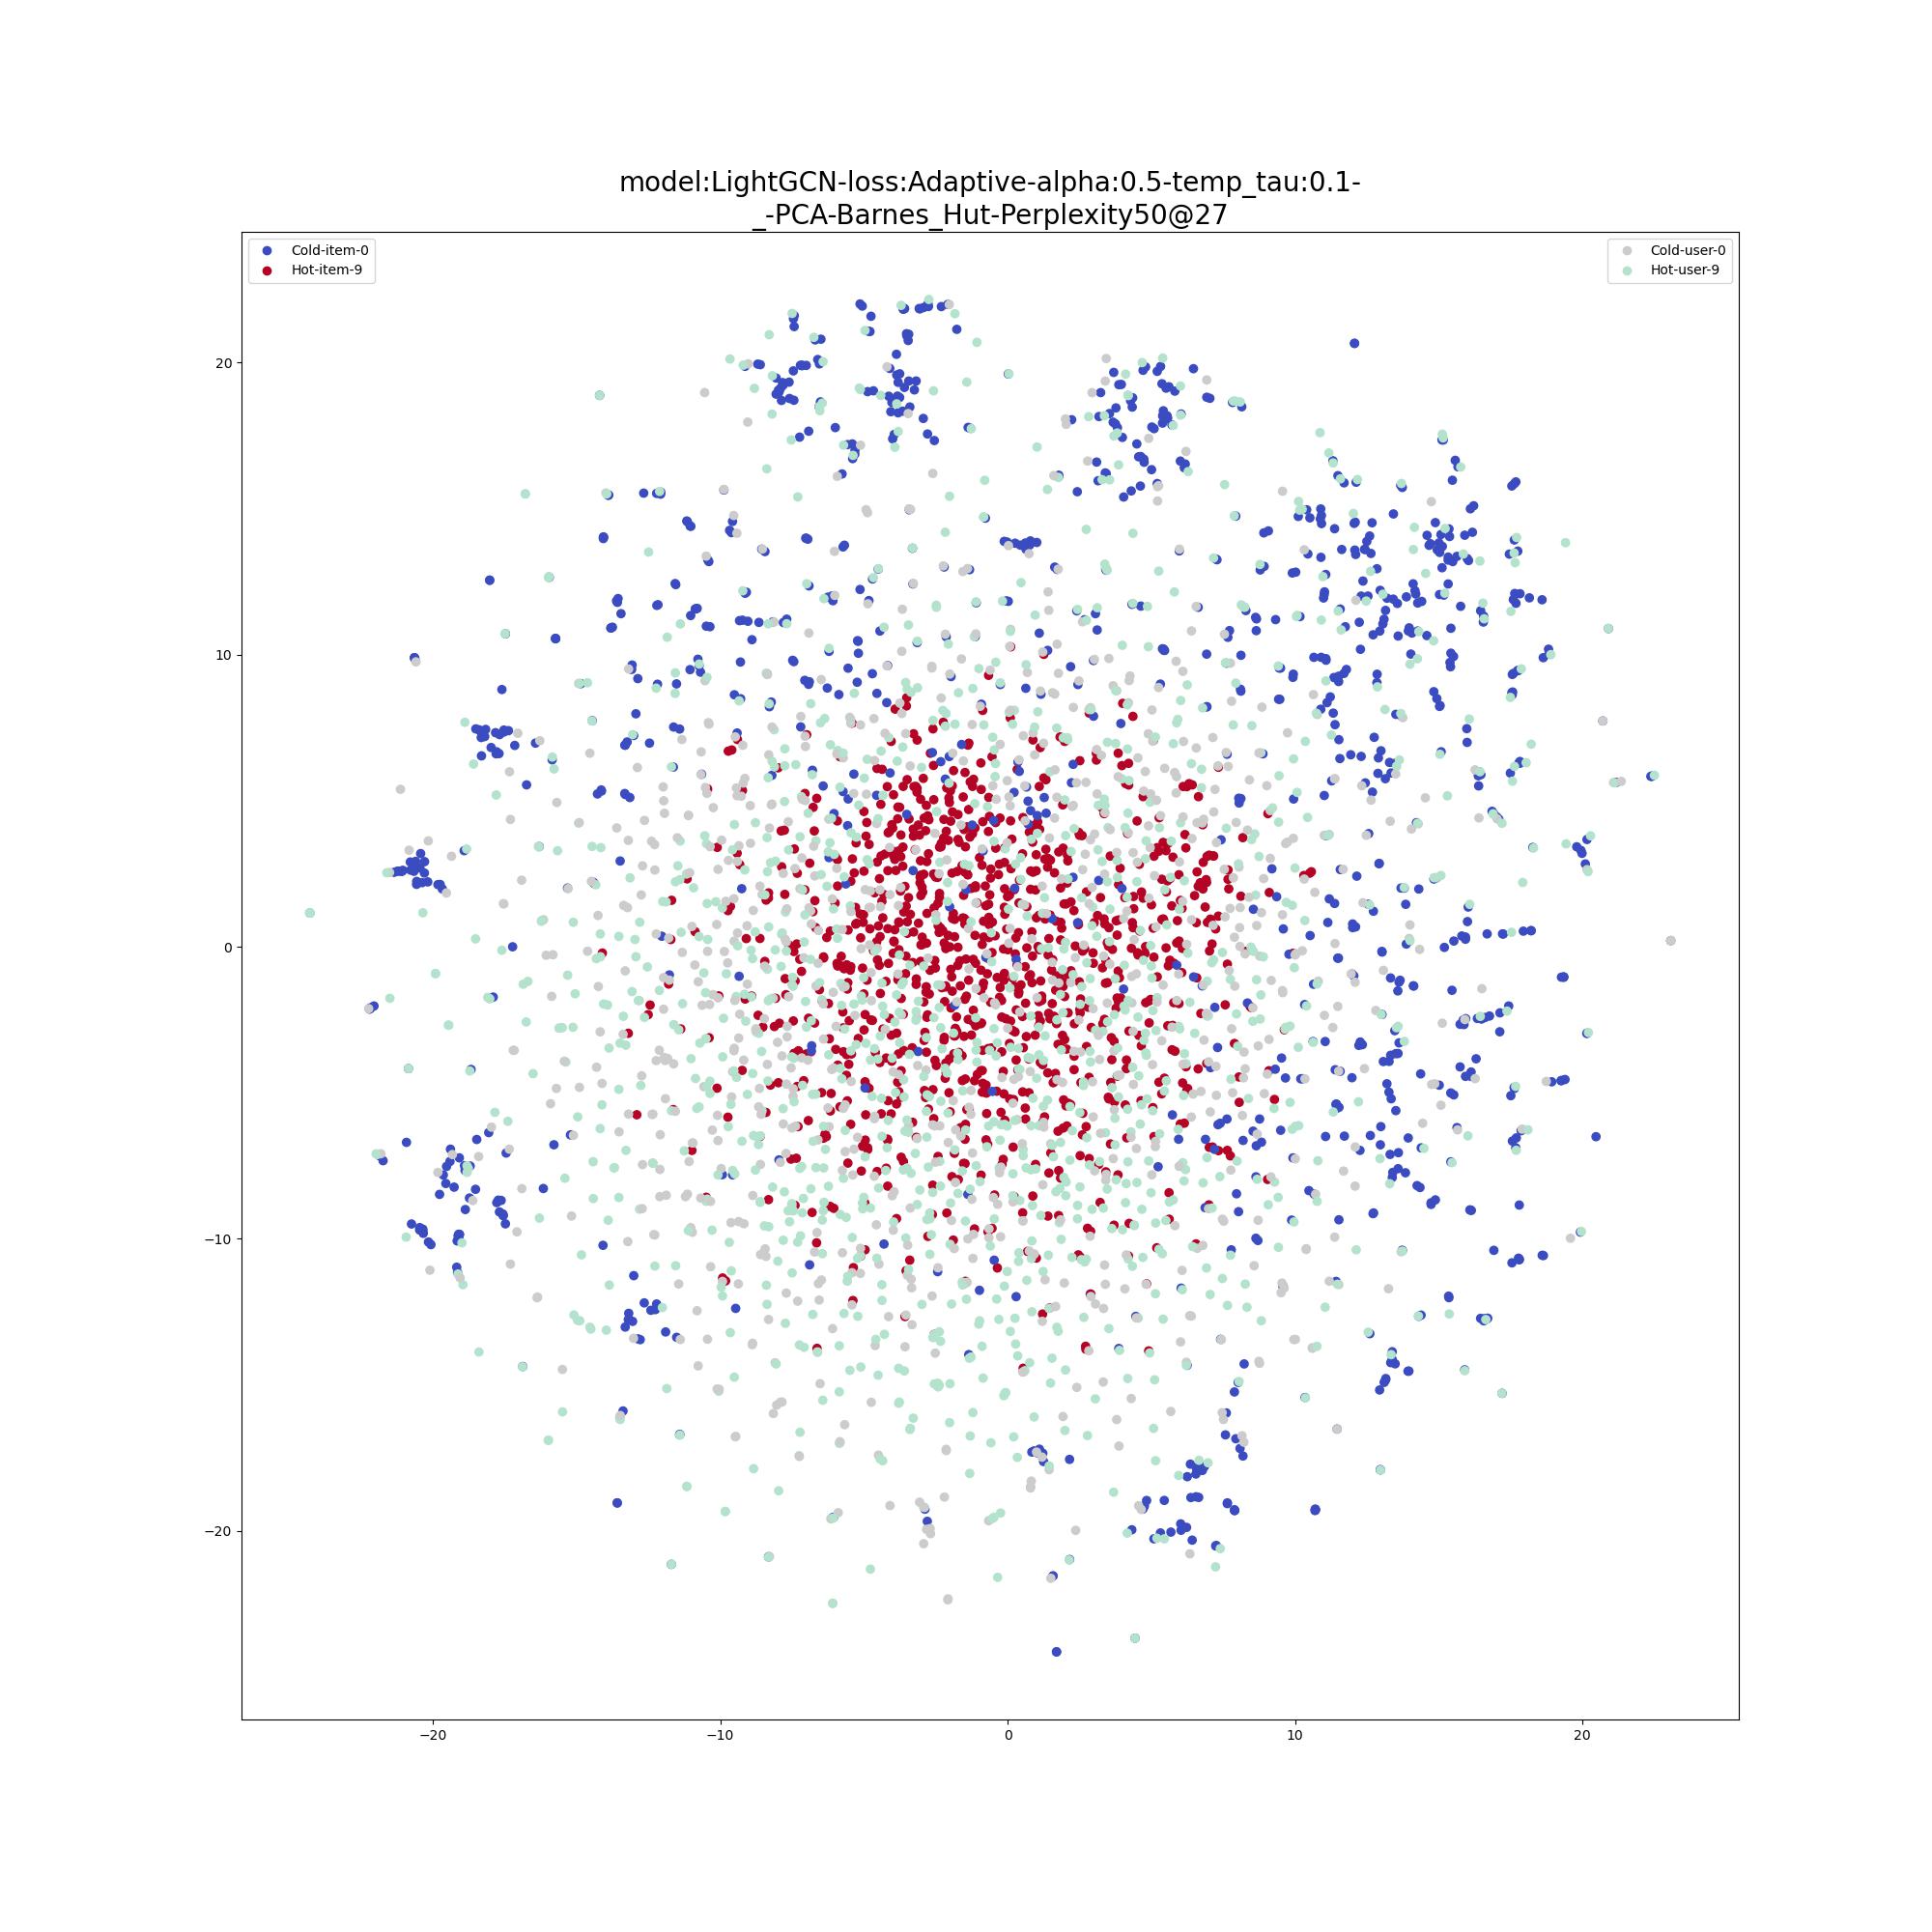 model:LightGCN-loss:Adaptive-alpha:0.5-temp_tau:0.1-
_-PCA-Barnes_Hut-Perplexity50@27
Cold-item-0
Hot-item-9
Cold-user-0
Hot-user-9
20
10
0
−10
−20
−20
−10
0
10
20